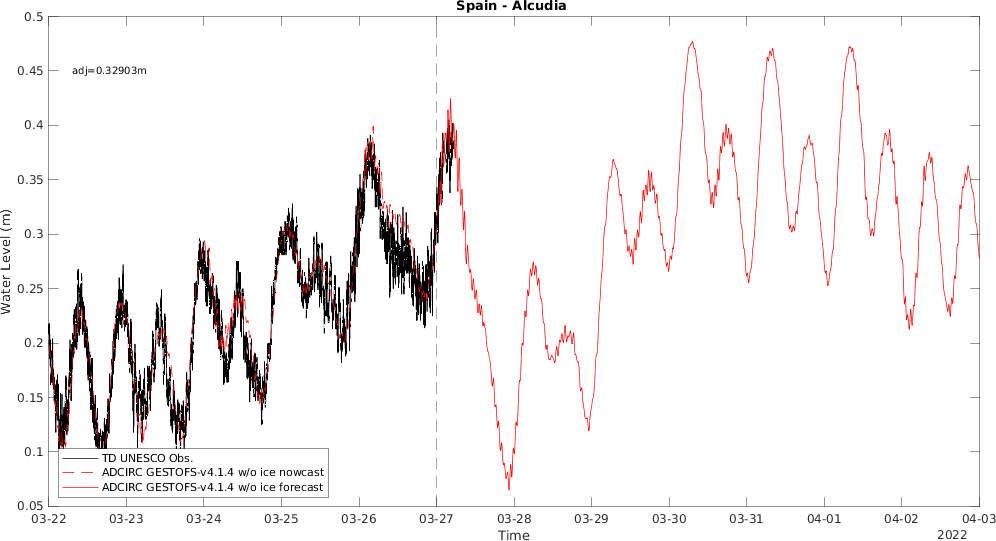 Spain - Alcudia
adj=0.32903m
Water Level (m)
0.5
0.45
0.4
0.35
0.3
0.25
0.2
0.15
0.1
0.05
TD UNESCO Obs.
ADCIRC GESTOFS-v4.1.4 w/o ice nowcast
ADCIRC GESTOFS-v4.1.4 w/o ice forecast
03-22 03-23 03-24 03-25 03-26 03-27 03-28 03-29 03-30 03-31 04-01 04-02 04-03
Time
2022